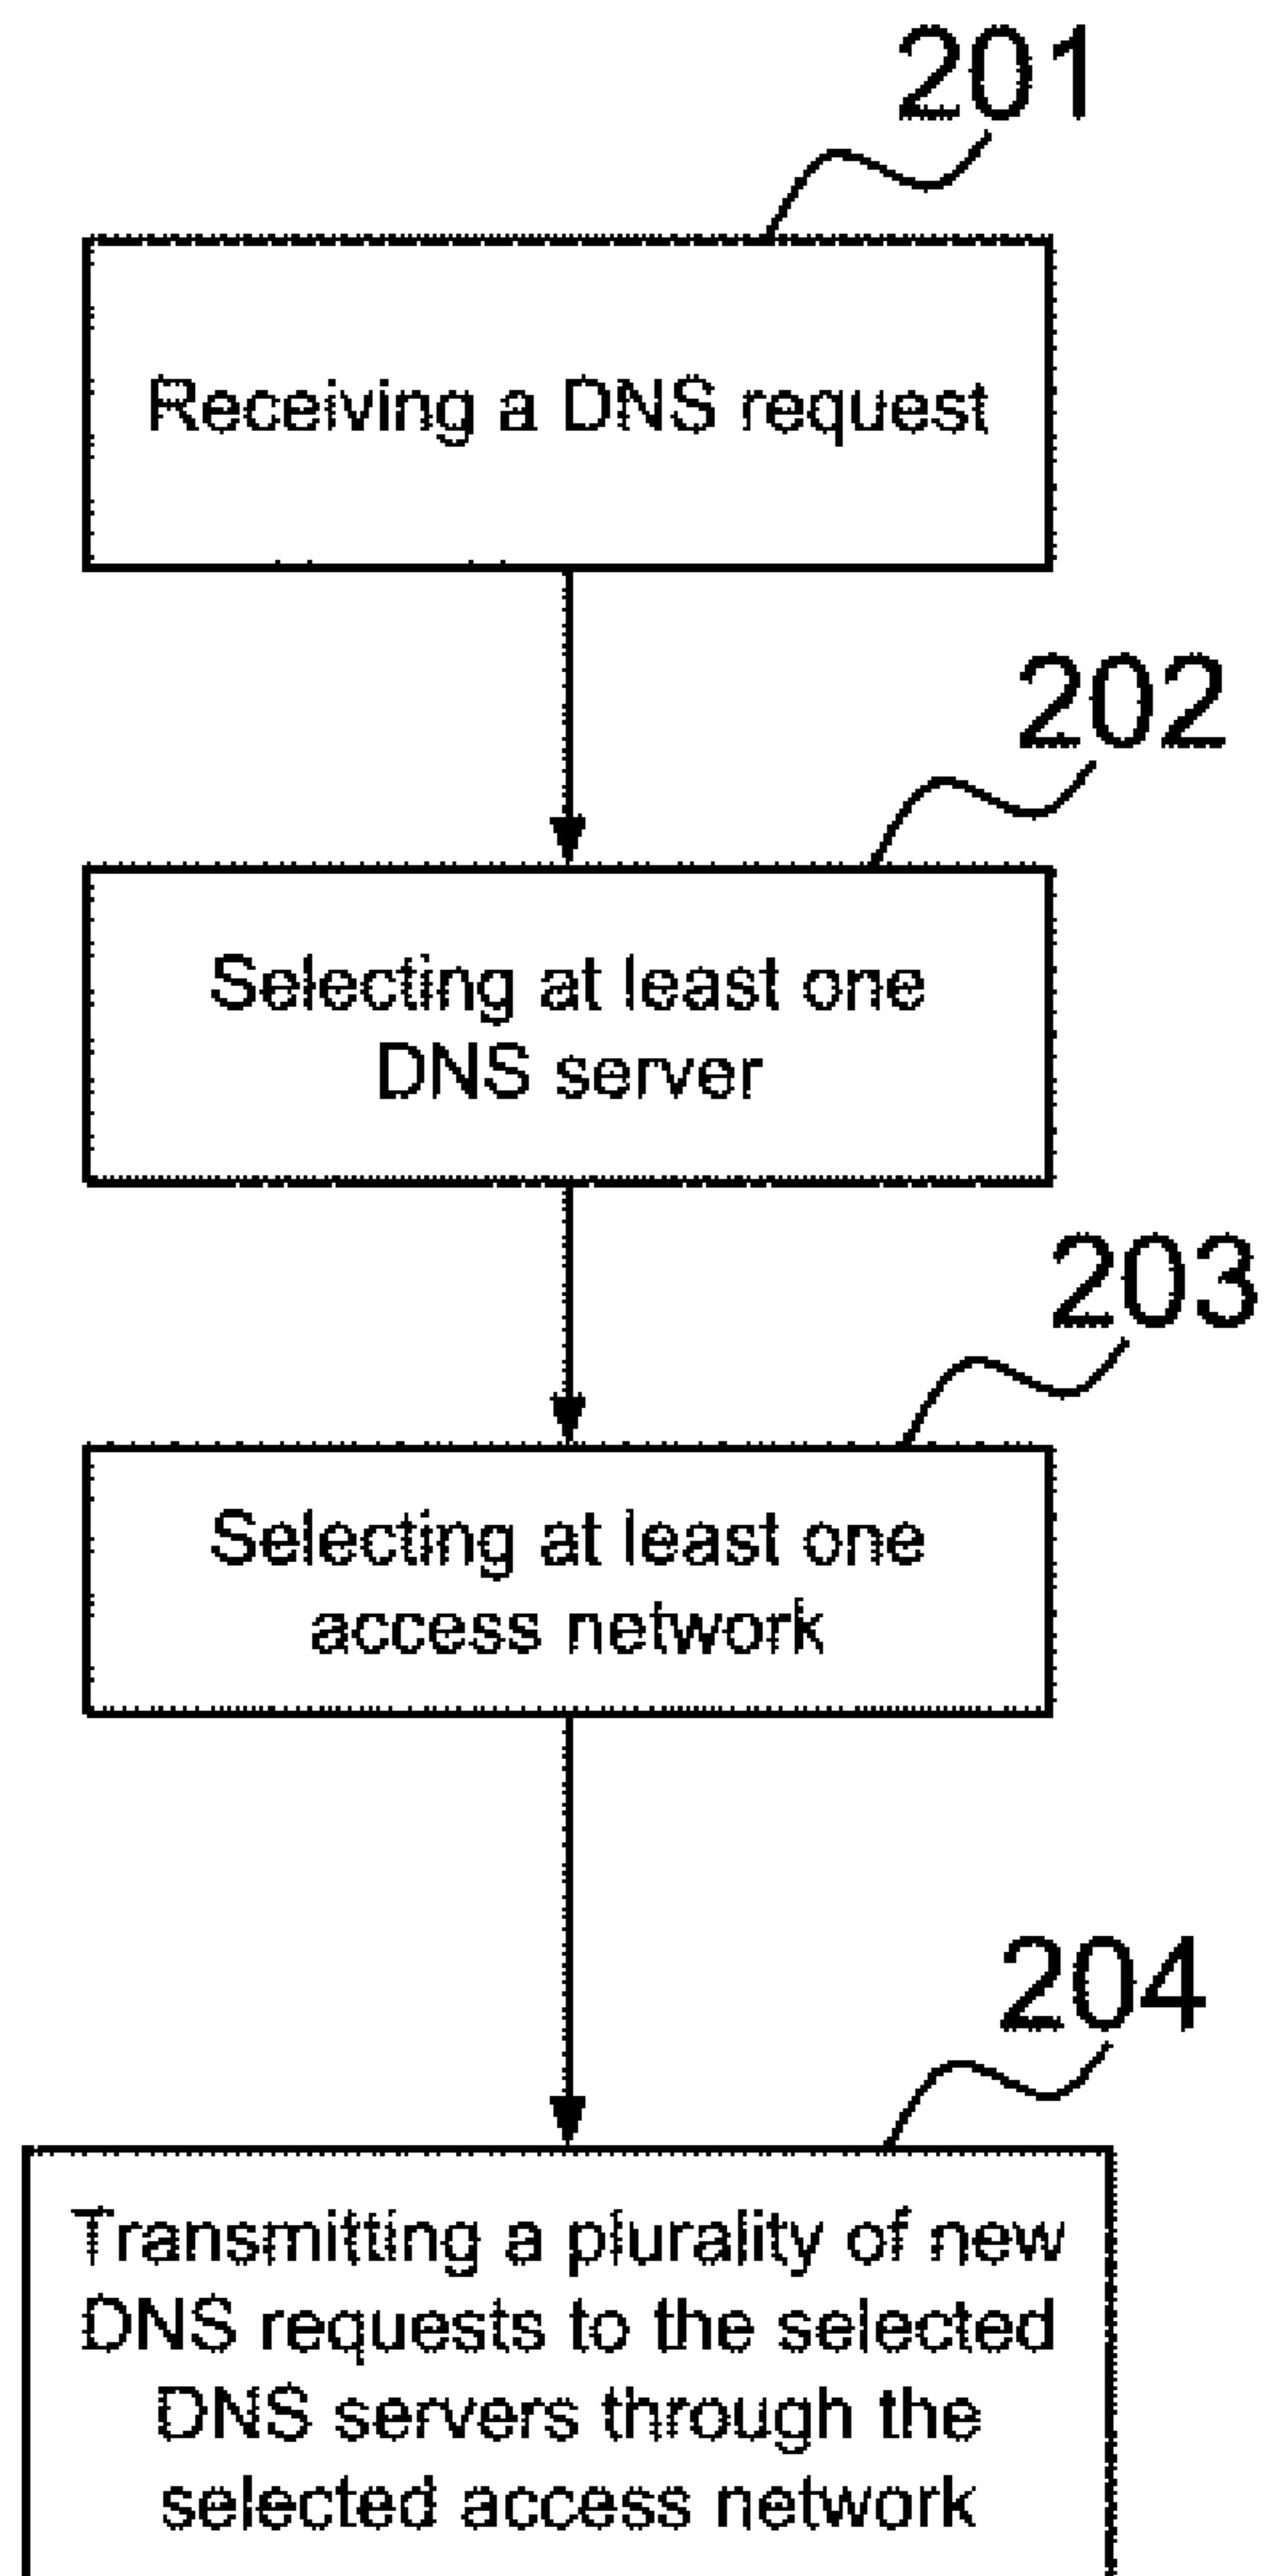 201
Receiving a DNS request
202
Selecting at least one
DNS server
203
Selecting at least one
access network
204
Transmitting a plurality of new
DNS requests to the selected
DNS servers through the
selected access network